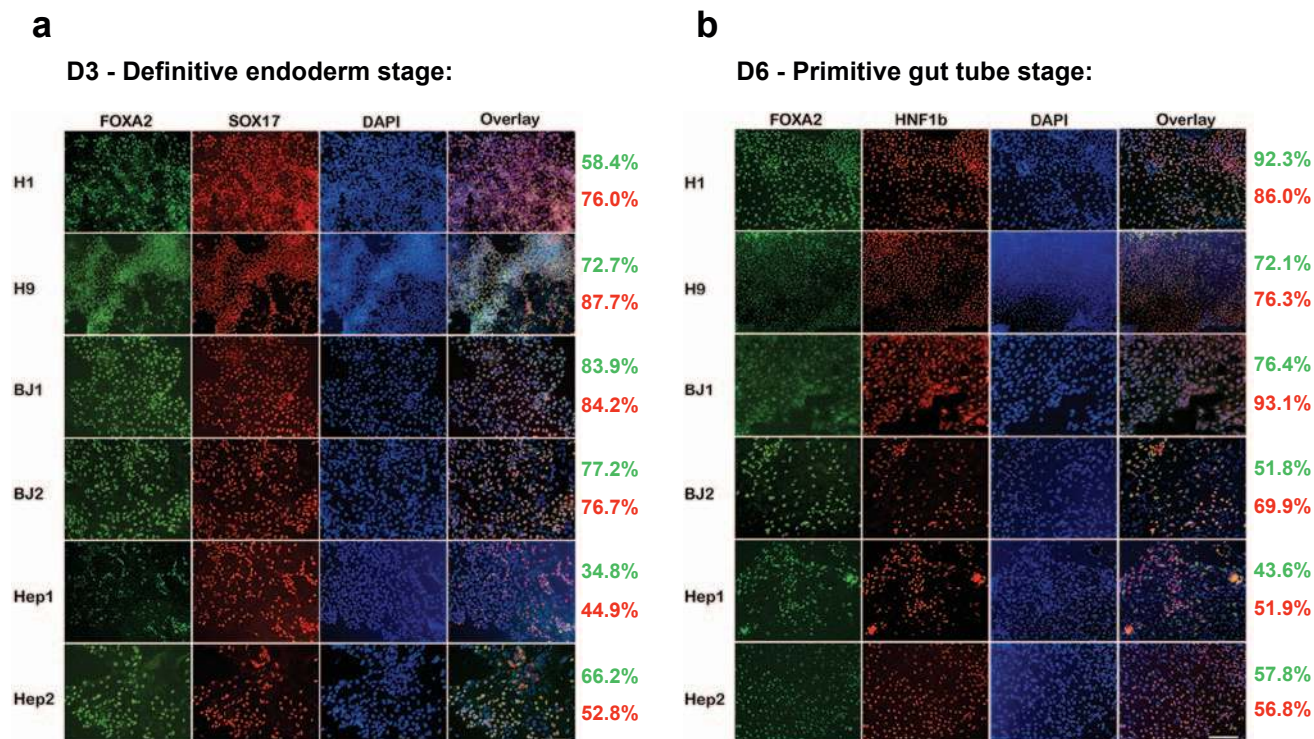 a
D3 - Definitive endoderm stage:
FOXA2 SOX17 DAPI Overlay
H1 58.4%
76.0%
H9 72.7%
87.7%
BJ1 83.9%
84.2%
BJ2 77.2%
76.7%
Hep1 34.8%
44.9%
Hep2 66.2%
52.8%
b
D6 - Primitive gut tube stage:
FOXA2 HNF1b DAPI Overlay
H1 92.3%
86.0%
H9 72.1%
76.3%
BJ1 76.4%
93.1%
BJ2 51.8%
69.9%
Hep1 43.6%
51.9%
Hep2 57.8%
56.8%